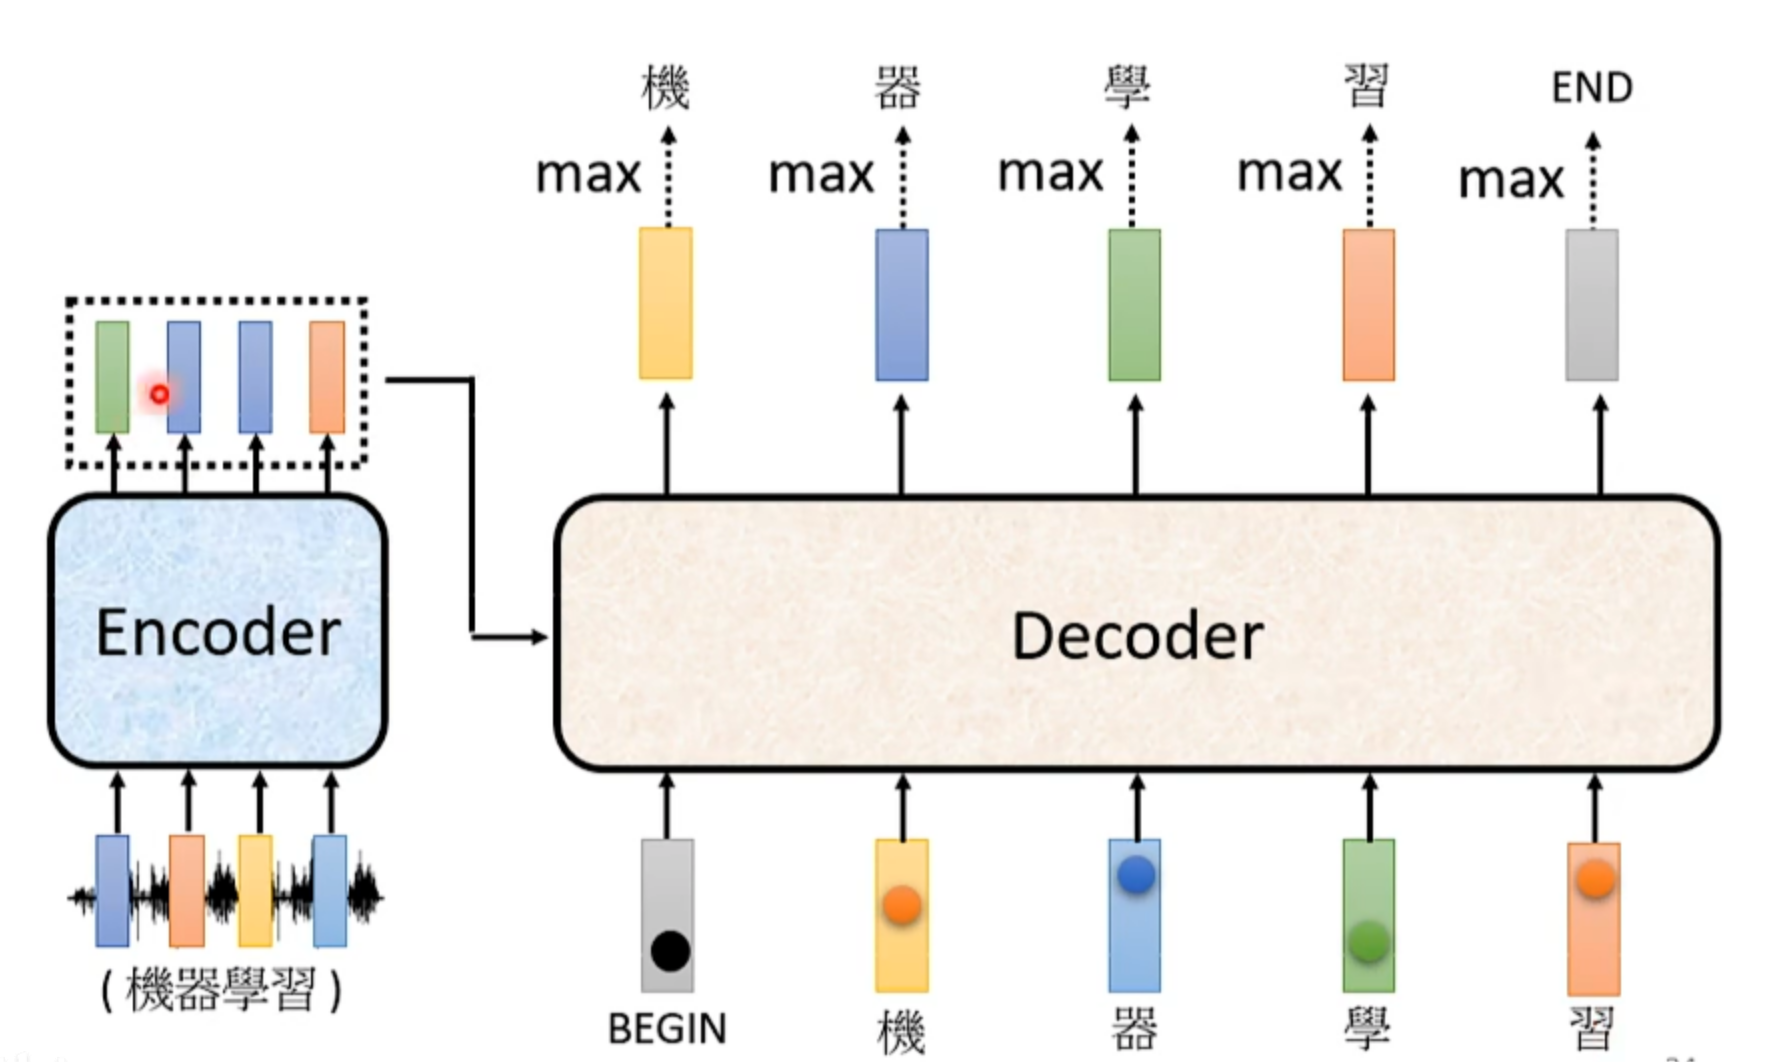 機 器 學 習 END
max max max max max
Encoder
Decoder
(機器學習)
BEGIN 機 器 學 習